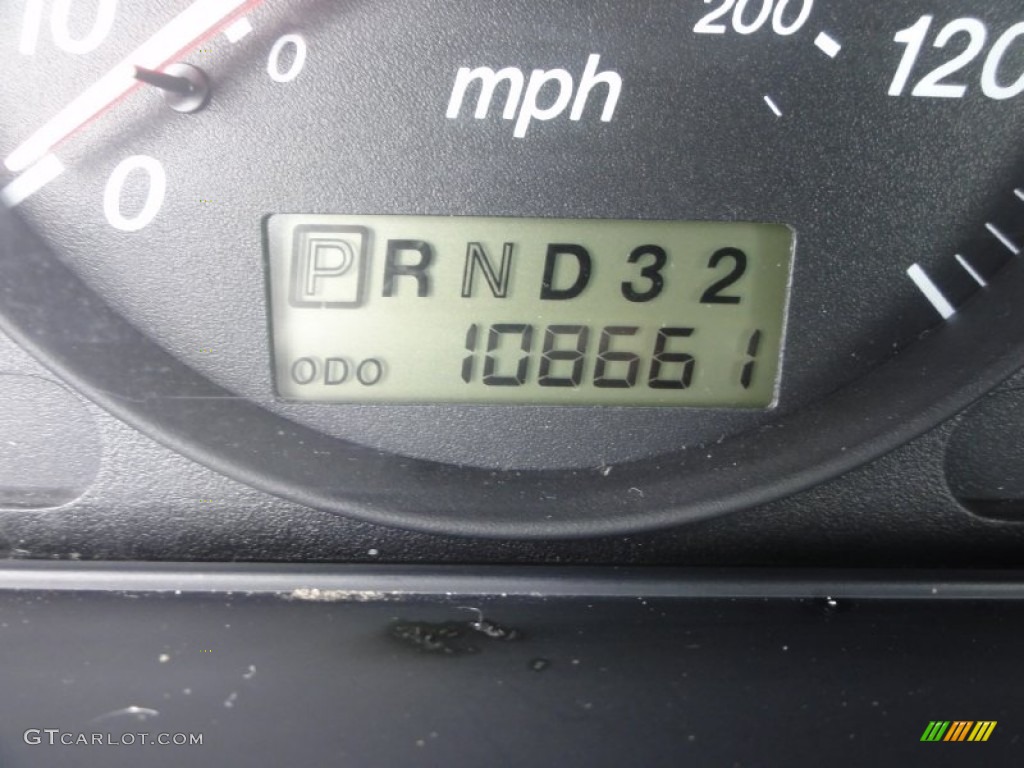 10 0 200 120
mph
0
P R N D 3 2
ODO 108661
GTCARLOT.COM